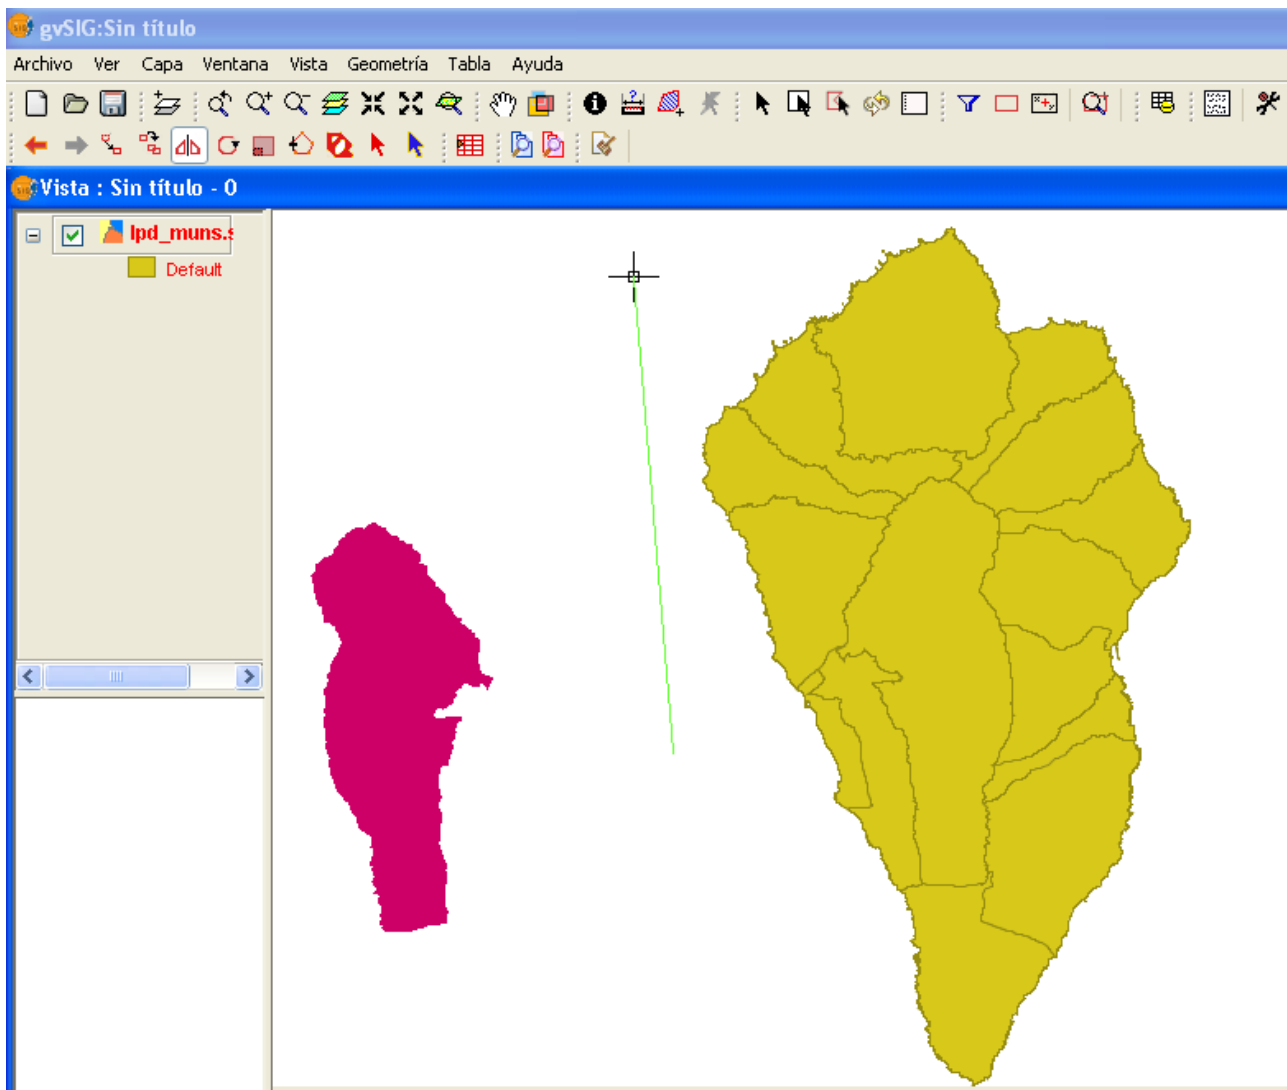 gvSIG:Sin título
Archivo Ver Capa Ventana Vista Geometría Tabla Ayuda
Vista : Sin título - 0
lpd_muns.s
Default